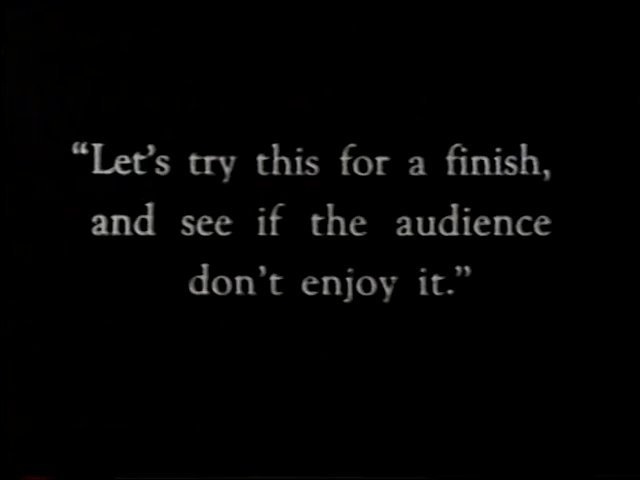 “Let’s try this for a finish,
and see if the audience
don’t enjoy it.”